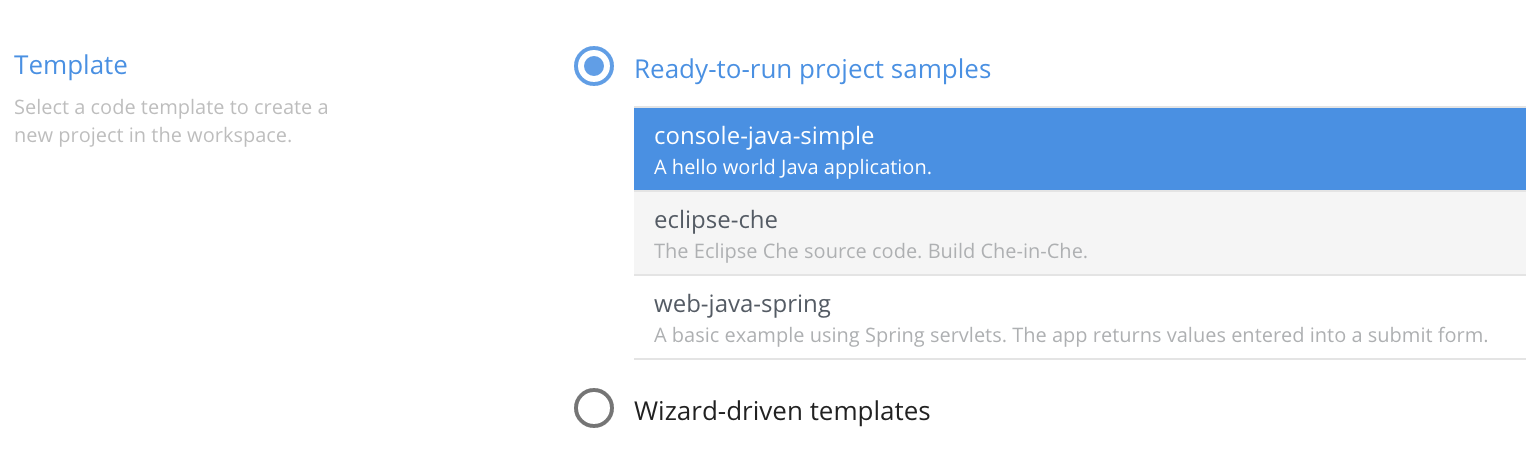 Template
Select a code template to create a
new project in the workspace.
Ready-to-run project samples
console-java-simple
A hello world Java application.
eclipse-che
The Eclipse Che source code. Build Che-in-Che.
web-java-spring
A basic example using Spring servlets. The app returns values entered into a submit form.
Wizard-driven templates